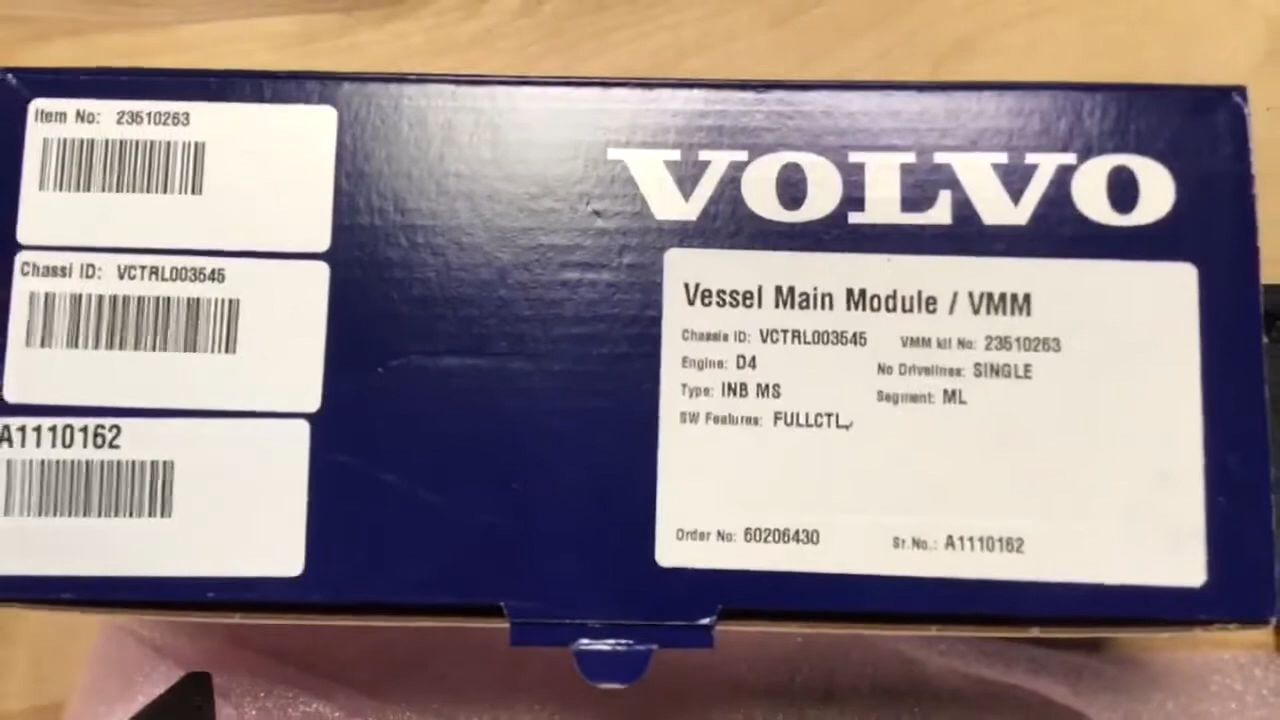 Item No: 23510263
Chassi ID: VCTRL003545
A1110162
VOLVO
Vessel Main Module / VMM
Chassis ID: VCTRL003545 VMM kit No: 23510263
Engine: D4 No Drivelines: SINGLE
Type: INB MS Segment: ML
SW Features: FULLCTL,
Order No: 60206430 Sr.No.: A1110162